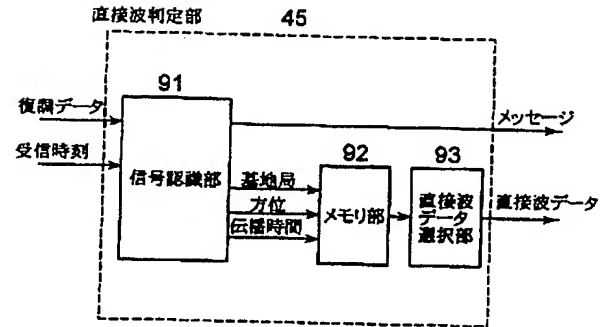 直接波判定部 45
91
復調データ
受信時刻
信号認識部
メッセージ
基地局
方位
伝搬時間
92
メモリ部
93
直接波
データ
選択部
直接波データ